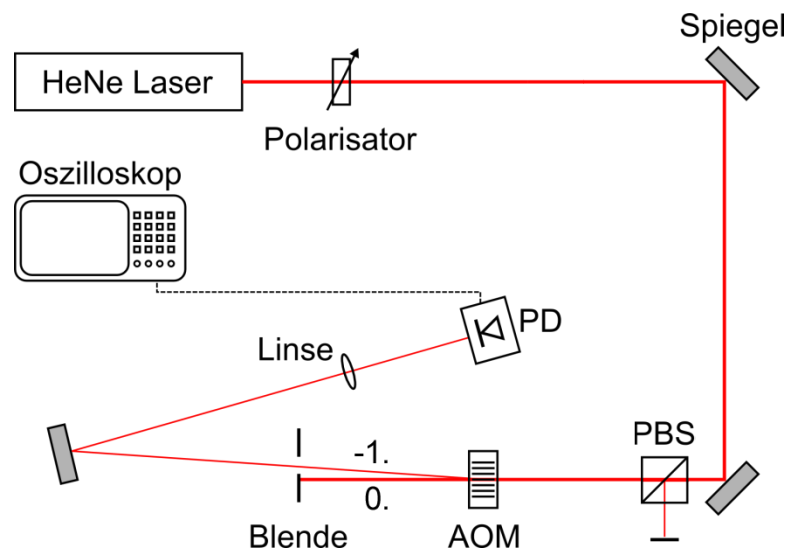 Spiegel
HeNe Laser
Polarisator
Oszilloskop
PD
Linse
PBS
-1.
0.
Blende
AOM